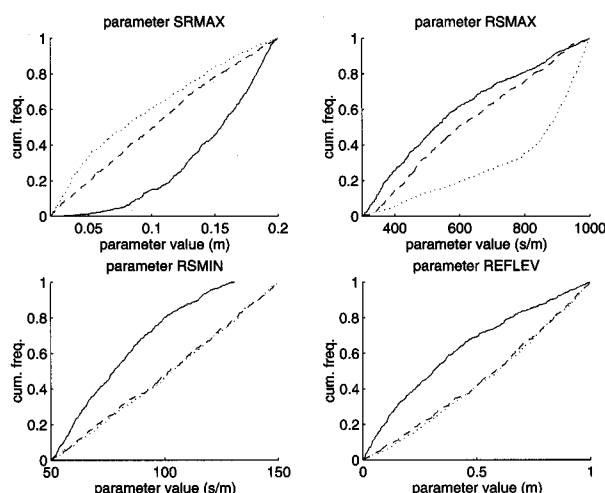 parameter SRMAX
1
0.8
0.6
0.4
0.2
0
cum. freq.
0.05 0.1 0.15 0.2
parameter value (m)
parameter RSMAX
1
0.8
0.6
0.4
0.2
0
cum. freq.
400 600 800 1000
parameter value (s/m)
parameter RSMIN
1
0.8
0.6
0.4
0.2
0
cum. freq.
50 100 150
parameter value (s/m)
parameter REFLEV
1
0.8
0.6
0.4
0.2
0
cum. freq.
0 0.5 1
parameter value (m)